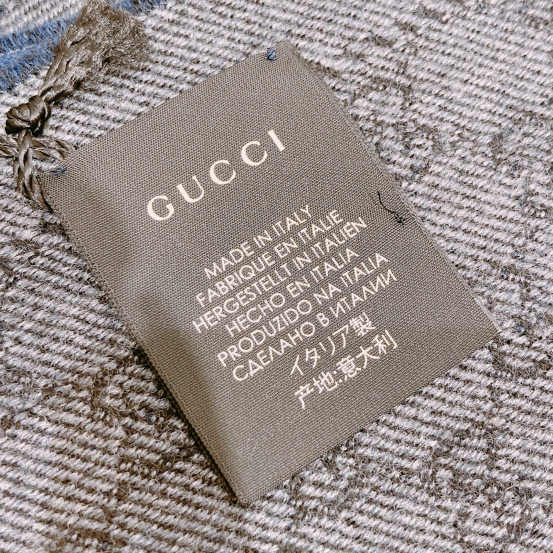 GUCCI
MADE IN ITALY
FABRIQUE EN ITALIE
HERGESTELLT IN ITALIEN
HECHO EN ITALIA
PRODUZIDO NA ITALIA
СДЕЛАНО В ИТАЛИИ
イタリア製
产地:意大利